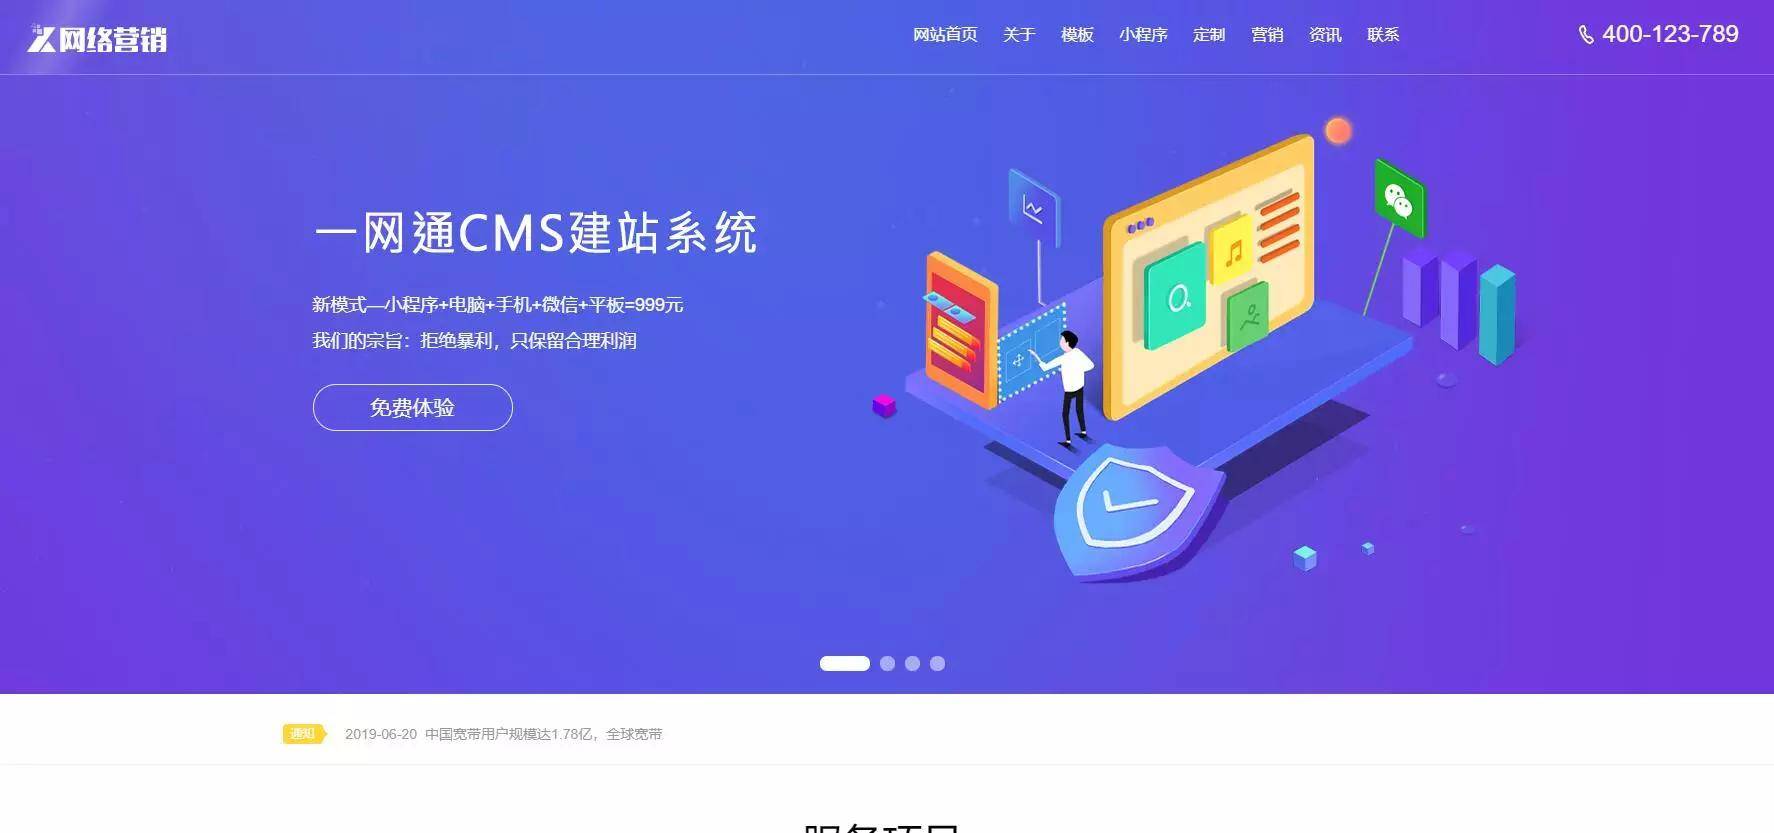 网络营销
网站首页 关于 模板 小程序 定制 营销 资讯 联系
400-123-789
一网通CMS建站系统
新模式—小程序+电脑+手机+微信+平板=999元
我们的宗旨：拒绝暴利，只保留合理利润
免费体验
通知 2019-06-20 中国宽带用户规模达1.78亿，全球宽带
服务项目